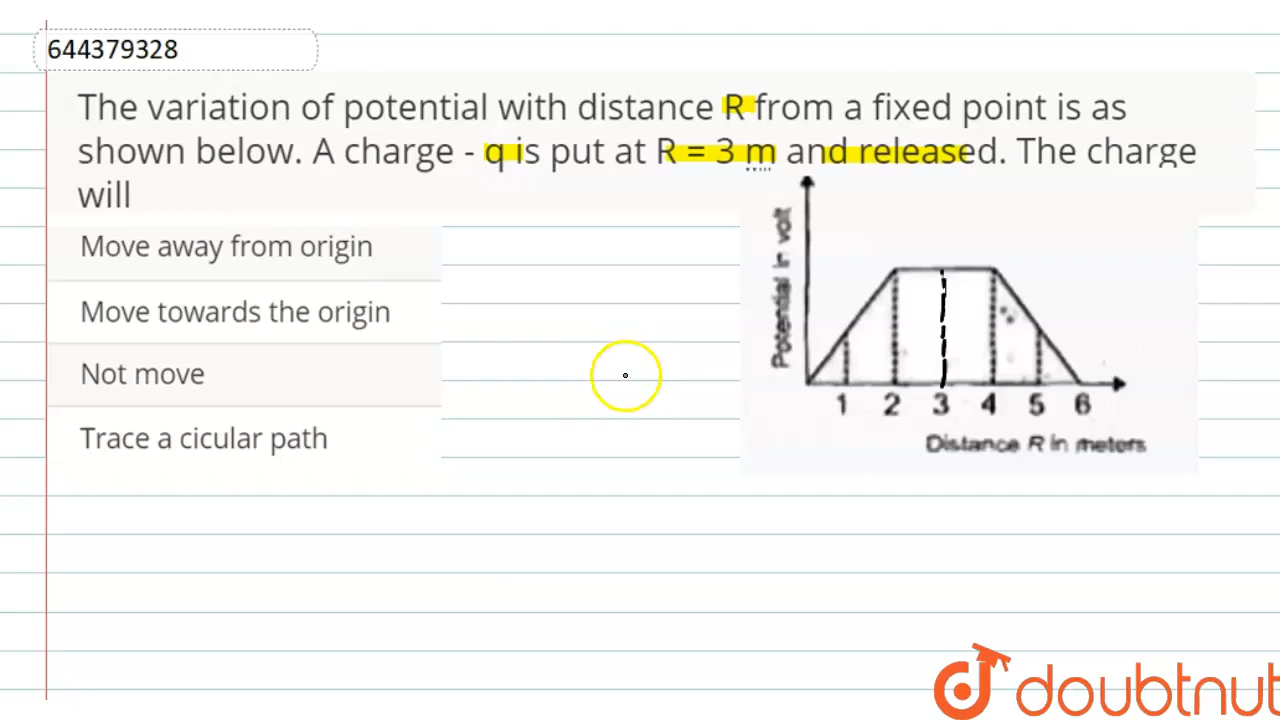 644379328
The variation of potential with distance R from a fixed point is as
shown below. A charge - q is put at R = 3 m and released. The charge
will
Move away from origin
Move towards the origin
Not move
Trace a cicular path
Potential in volt
1 2 3 4 5 6
Distance R in meters
doubtnut